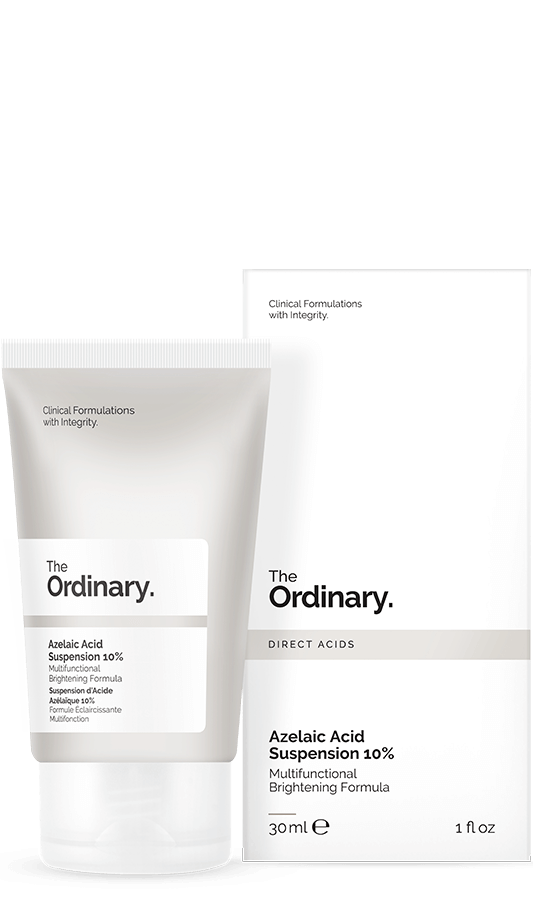 Clinical Formulations
with Integrity.
The
Ordinary.
Azelaic Acid
Suspension 10%
Multifunctional
Brightening Formula
Suspension d'Acide
Azélaïque 10%
Formule Éclaircissante
Multifonction
Clinical Formulations
with Integrity.
The
Ordinary.
DIRECT ACIDS
Azelaic Acid
Suspension 10%
Multifunctional
Brightening Formula
30 ml ℮ 1 fl oz